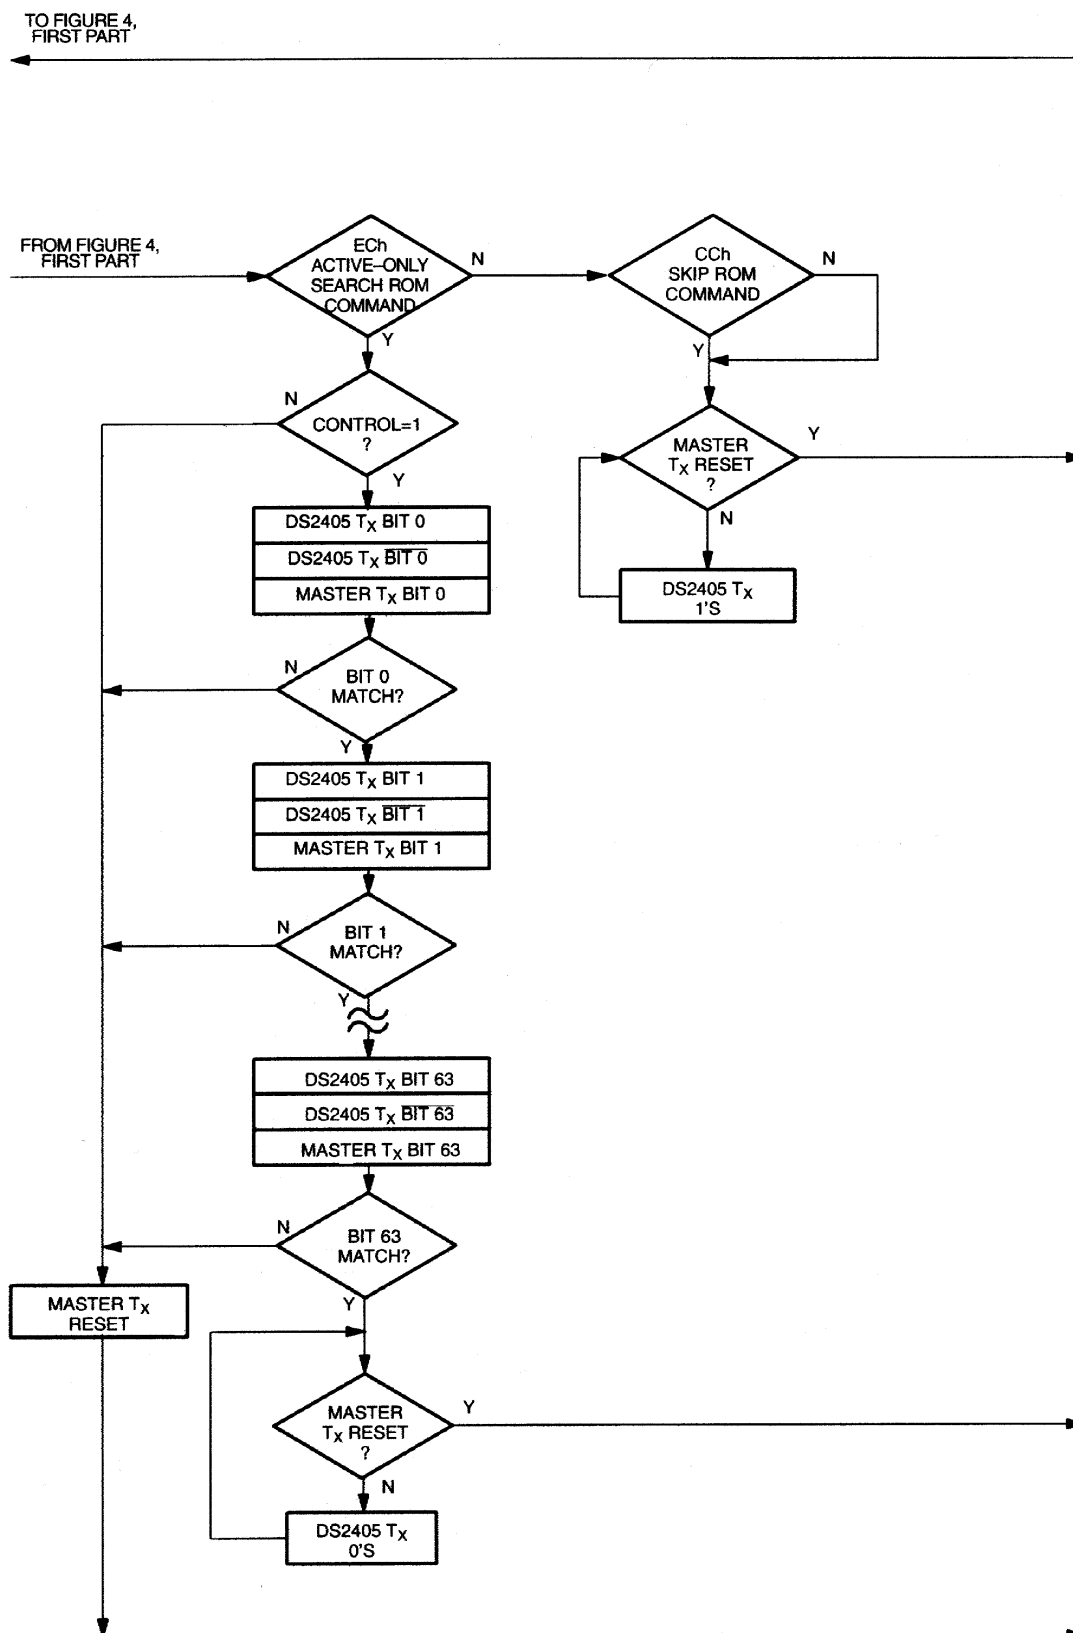 TO FIGURE 4,
FIRST PART
FROM FIGURE 4,
FIRST PART
ECh
ACTIVE–ONLY
SEARCH ROM
COMMAND
N
Y
CCh
SKIP ROM
COMMAND
N
Y
N
CONTROL=1
?
Y
MASTER
TX RESET
?
Y
N
DS2405 TX
1'S
DS2405 TX BIT 0
DS2405 TX B̅I̅T̅ ̅0̅
MASTER TX BIT 0
N
BIT 0
MATCH?
Y
DS2405 TX BIT 1
DS2405 TX B̅I̅T̅ ̅1̅
MASTER TX BIT 1
N
BIT 1
MATCH?
Y
DS2405 TX BIT 63
DS2405 TX B̅I̅T̅ ̅6̅3̅
MASTER TX BIT 63
N
BIT 63
MATCH?
Y
MASTER TX
RESET
MASTER
TX RESET
?
Y
N
DS2405 TX
0'S